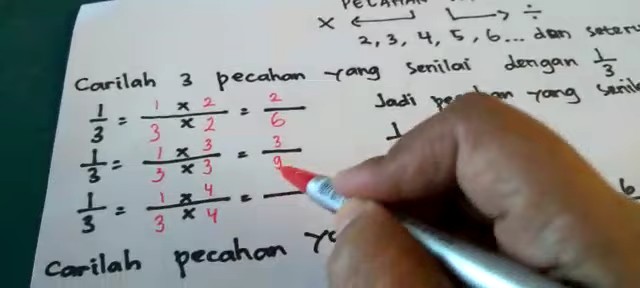 × ÷
2, 3, 4, 5, 6... dan
Carilah 3 pecahan yang senilai dengan 1/3
1/3 = 1 × 2 / 3 × 2 = 2/6
1/3 = 1 × 3 / 3 × 3 = 3/9
1/3 = 1 × 4 / 3 × 4 =
Jadi yang
1
6
Carilah pecahan